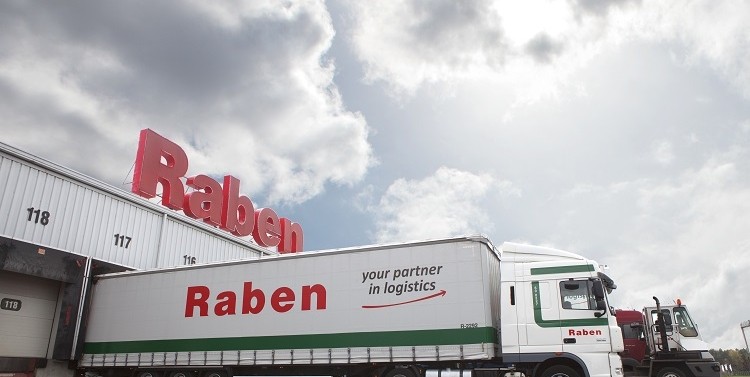 Raben
118
117
116
118
Raben
your partner
in logistics
Raben